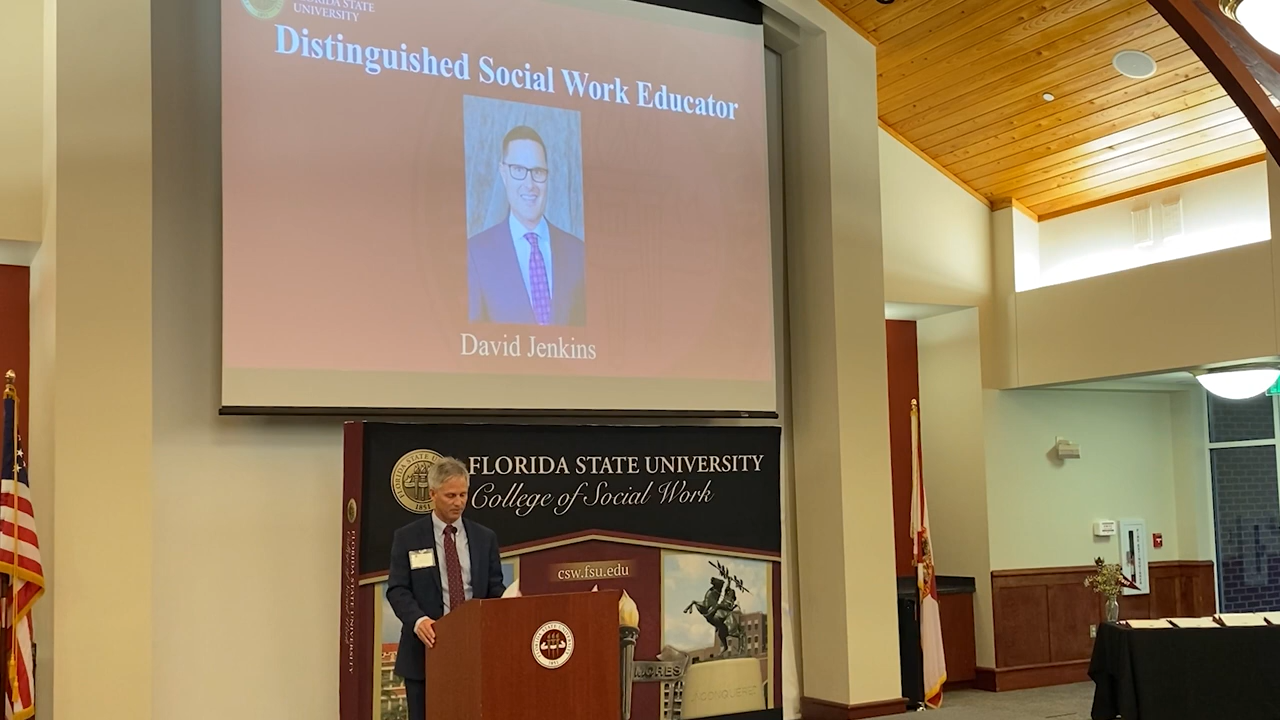 FLORIDA STATE
UNIVERSITY
Distinguished Social Work Educator
David Jenkins
FLORIDA STATE UNIVERSITY
College of Social Work
csw.fsu.edu
1851